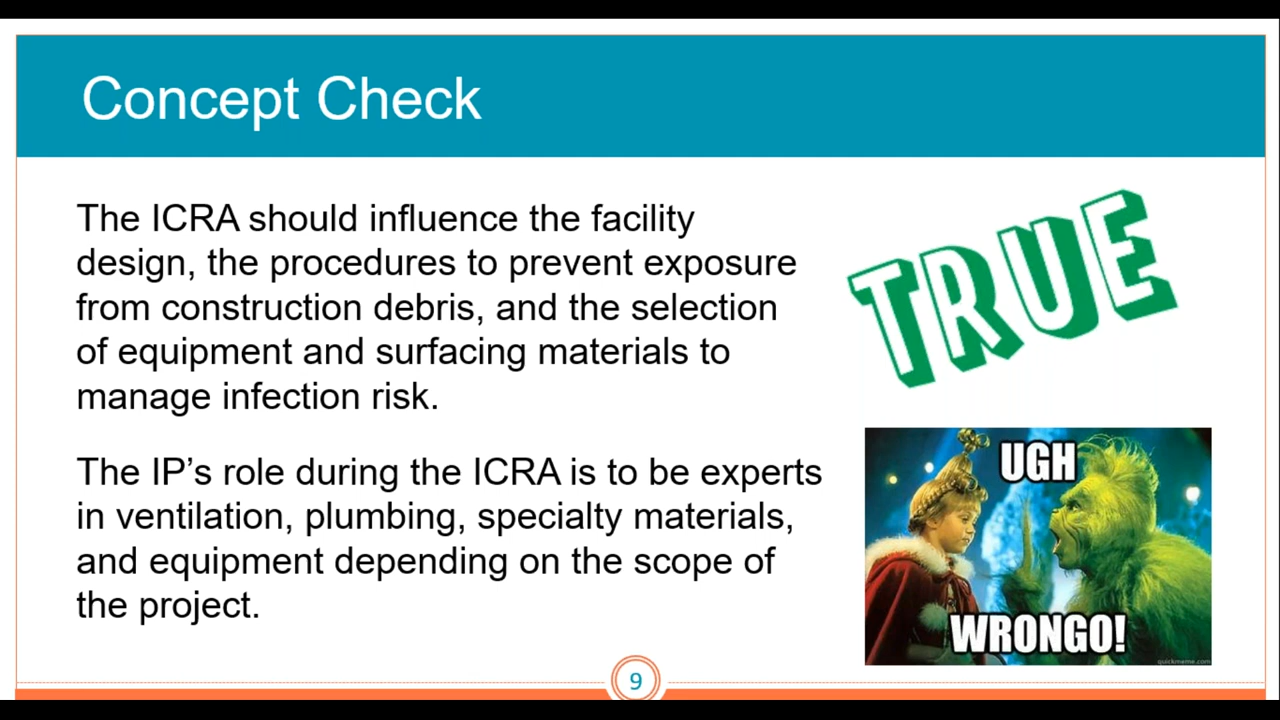 Concept Check
The ICRA should influence the facility
design, the procedures to prevent exposure
from construction debris, and the selection
of equipment and surfacing materials to
manage infection risk.
TRUE
The IP’s role during the ICRA is to be experts
in ventilation, plumbing, specialty materials,
and equipment depending on the scope of
the project.
UGH
WRONGO!
quickmeme.com
9